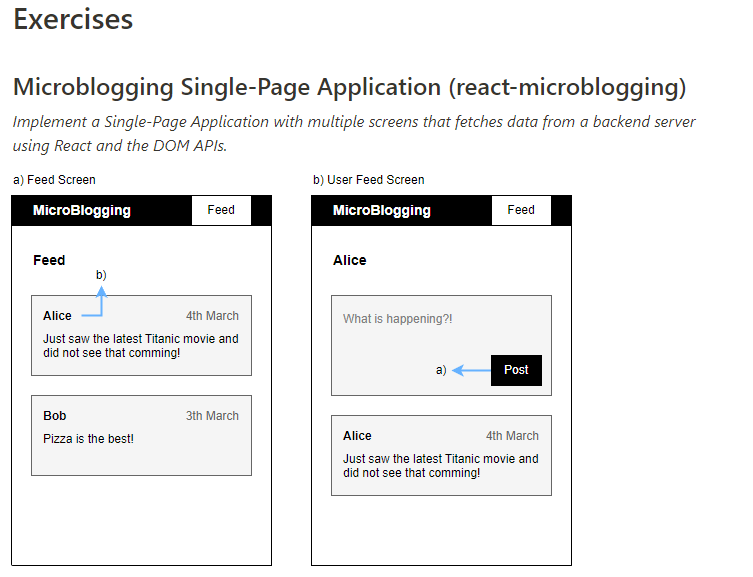 Exercises
Microblogging Single-Page Application (react-microblogging)
Implement a Single-Page Application with multiple screens that fetches data from a backend server
using React and the DOM APIs.
a) Feed Screen
MicroBlogging
Feed
Feed
b)
Alice
4th March
Just saw the latest Titanic movie and
did not see that comming!
Bob
3th March
Pizza is the best!
b) User Feed Screen
MicroBlogging
Feed
Alice
What is happening?!
a)
Post
Alice
4th March
Just saw the latest Titanic movie and
did not see that comming!